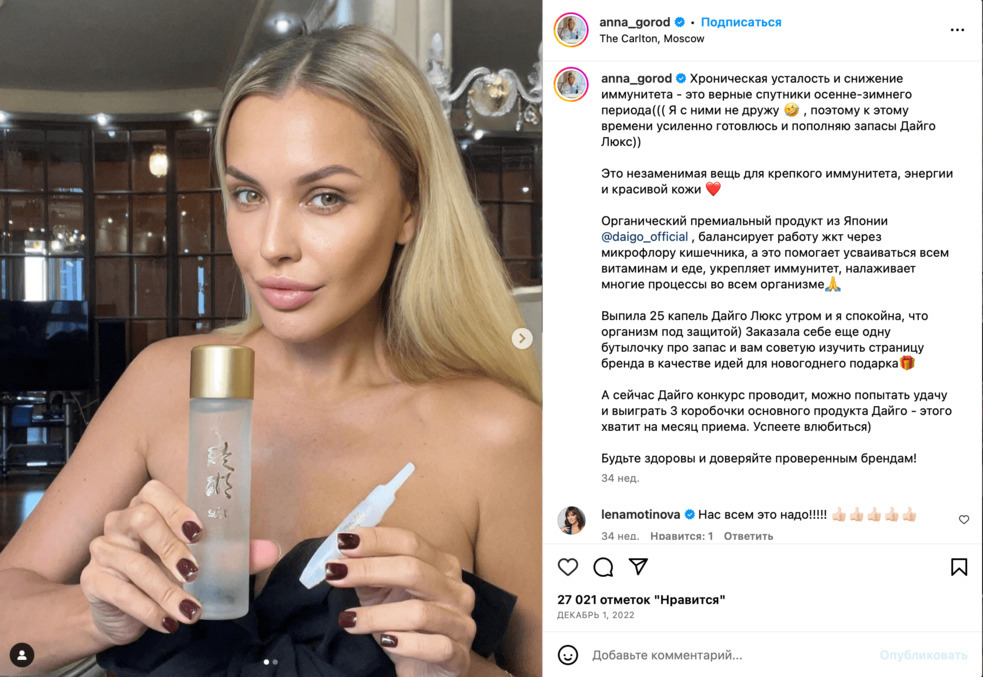 anna_gorod • Подписаться
The Carlton, Moscow
anna_gorod Хроническая усталость и снижение
иммунитета - это верные спутники осенне-зимнего
периода((( Я с ними не дружу 🤣 , поэтому к этому
времени усиленно готовлюсь и пополняю запасы Дайго
Люкс))
Это незаменимая вещь для крепкого иммунитета, энергии
и красивой кожи ❤️
Органический премиальный продукт из Японии
@daigo_official , балансирует работу жкт через
микрофлору кишечника, а это помогает усваиваться всем
витаминам и еде, укрепляет иммунитет, налаживает
многие процессы во всем организме🙏
Выпила 25 капель Дайго Люкс утром и я спокойна, что
организм под защитой) Заказала себе еще одну
бутылочку про запас и вам советую изучить страницу
бренда в качестве идей для новогоднего подарка🎁
А сейчас Дайго конкурс проводит, можно попытать удачу
и выиграть 3 коробочки основного продукта Дайго - этого
хватит на месяц приема. Успеете влюбиться)
Будьте здоровы и доверяйте проверенным брендам!
34 нед.
lenamotinova Нас всем это надо!!!!! 👍🏻👍🏻👍🏻👍🏻👍🏻
34 нед. Нравится: 1 Ответить
27 021 отметок "Нравится"
ДЕКАБРЬ 1, 2022
Добавьте комментарий... Опубликовать